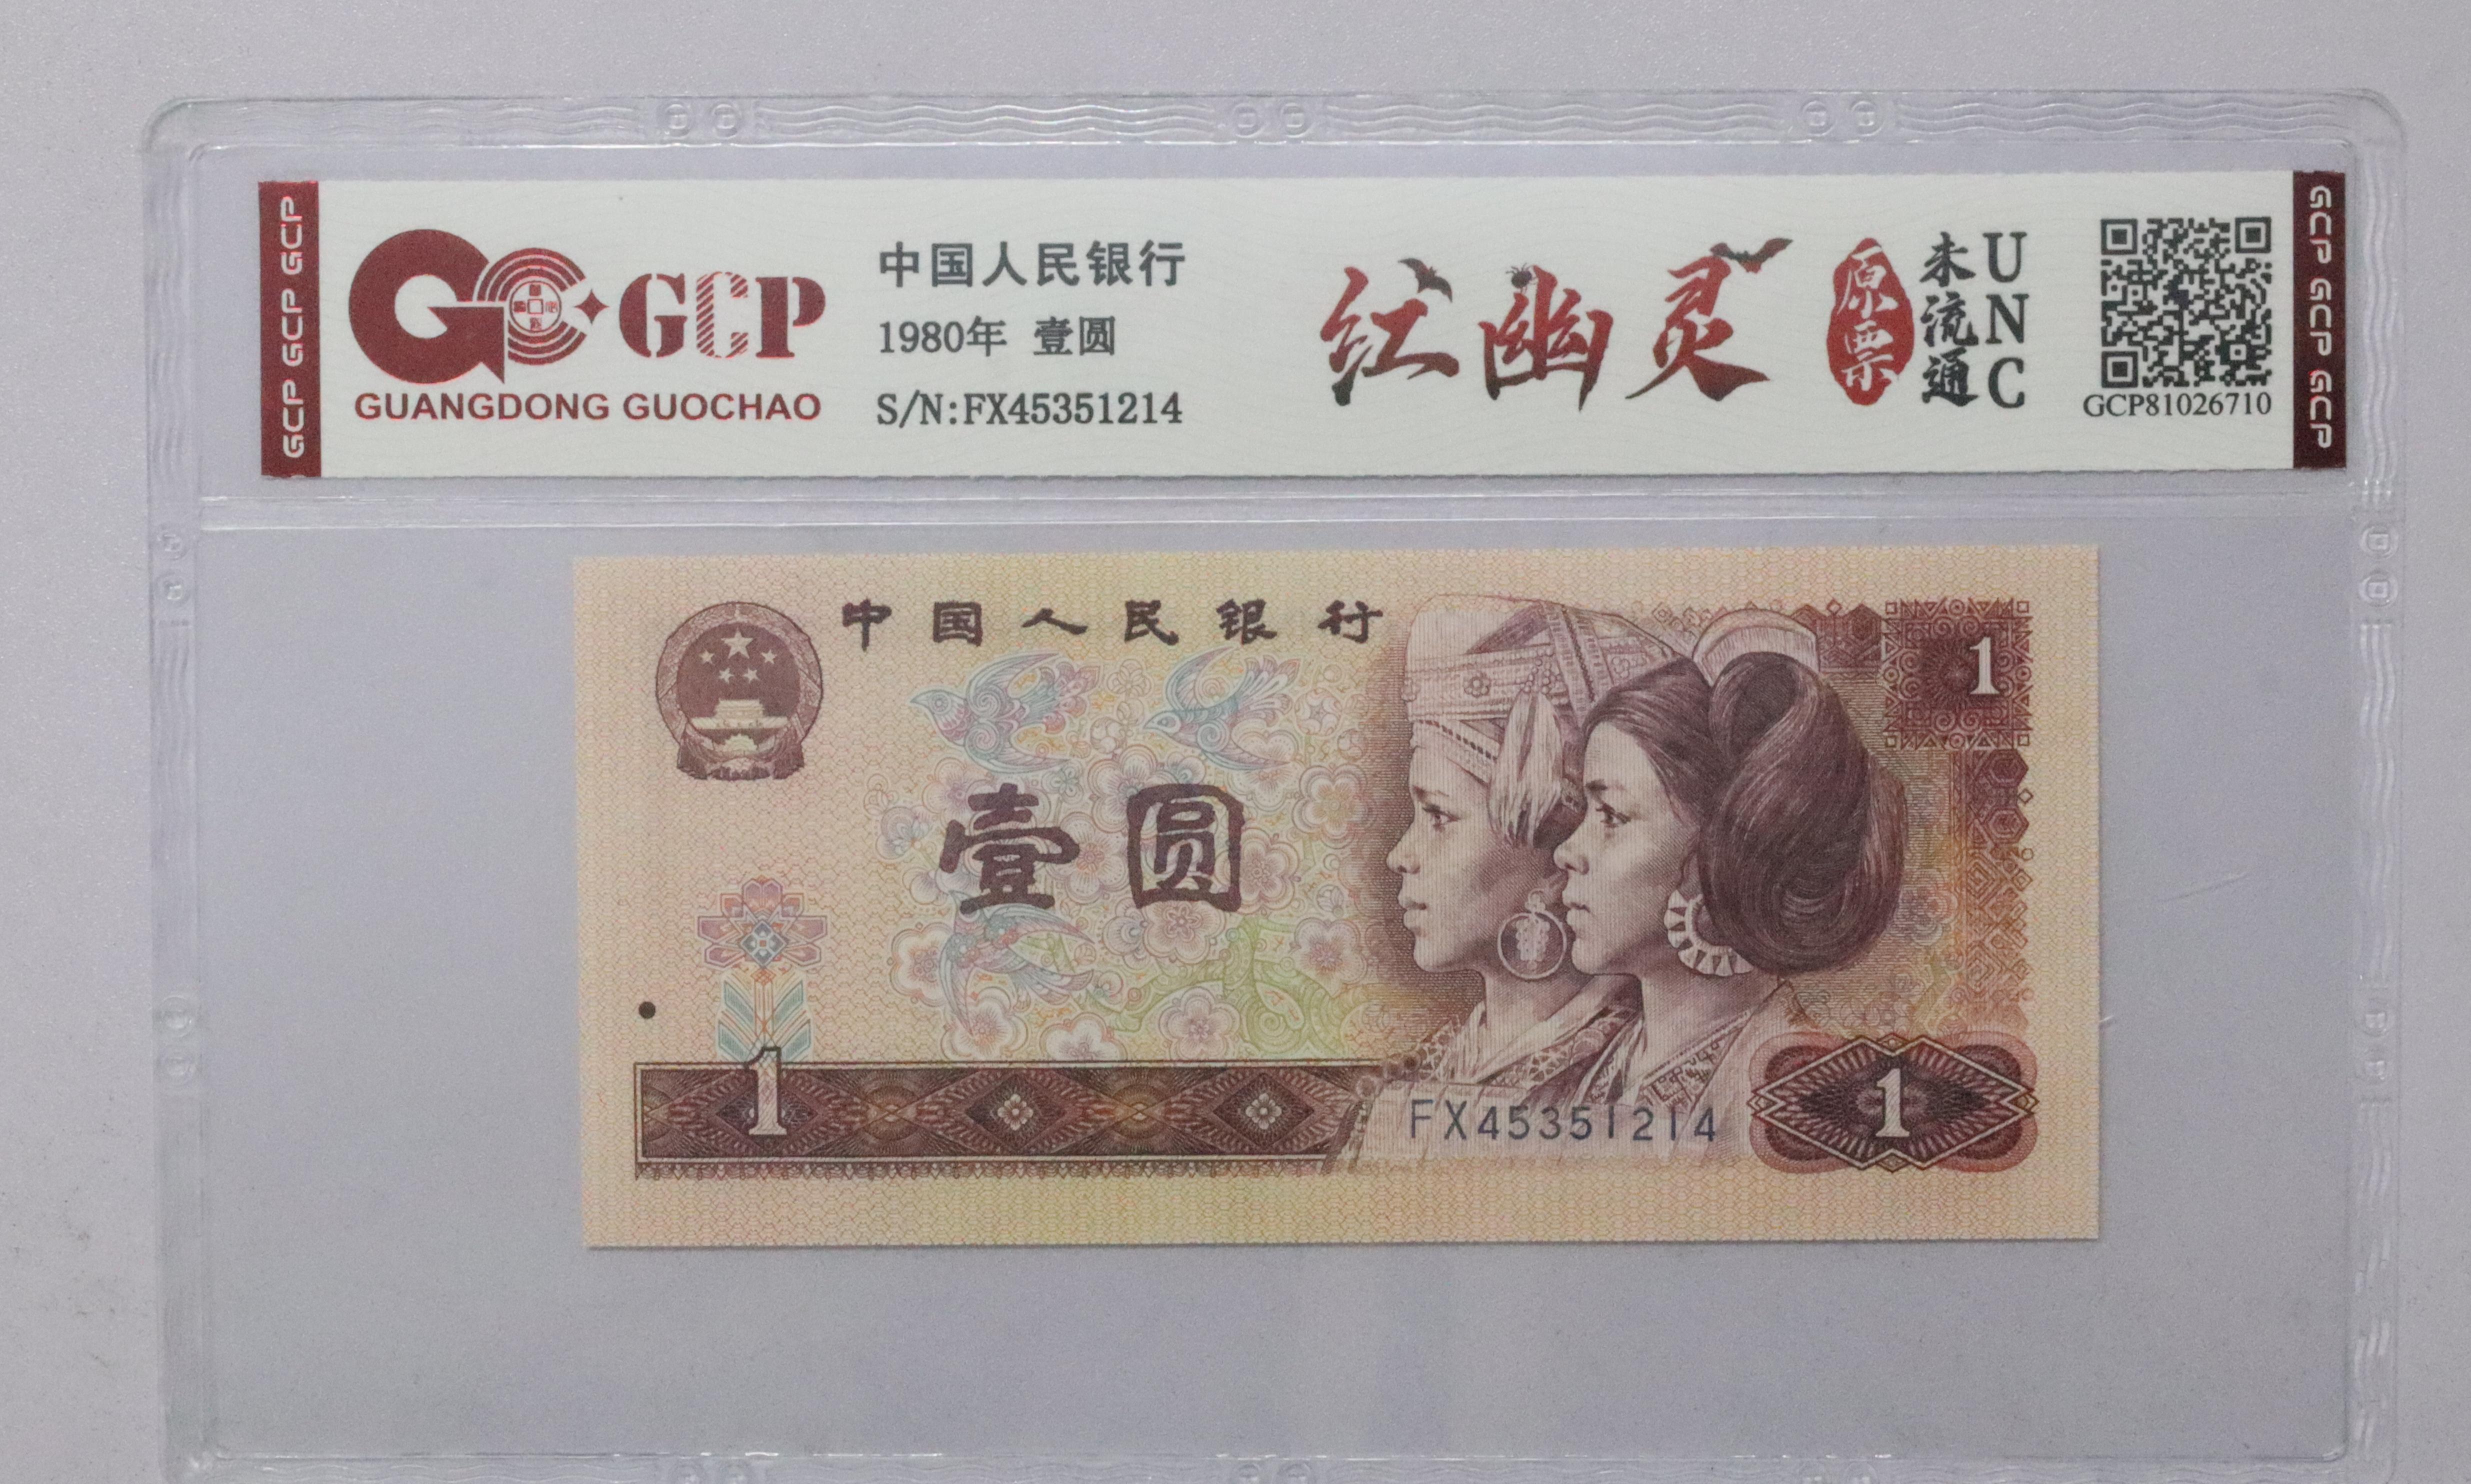 GCP GCP GCP GCP
GCP
GUANGDONG GUOCHAO
中国人民银行
1980年 壹圆
S/N:FX45351214
红幽灵
原票
未流通
UNC
GCP81026710
GCP GCP GCP GCP
中国人民银行
1
壹圆
1
FX45351214
1